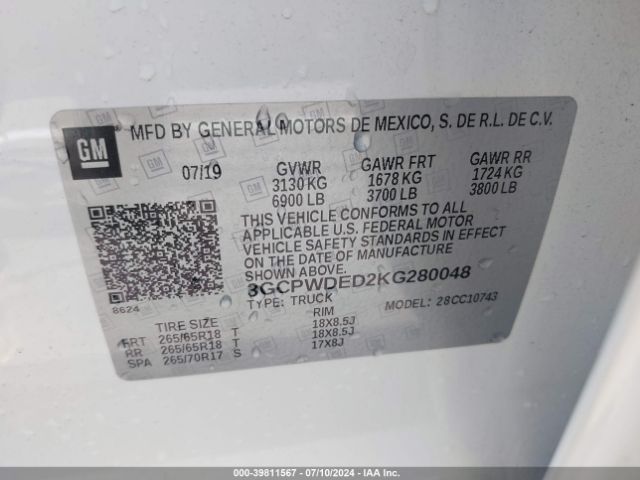 GM
MFD BY GENERAL MOTORS DE MEXICO, S. DE R.L. DE C.V.
07/19 GVWR GAWR FRT GAWR RR
3130 KG 1678 KG 1724 KG
6900 LB 3700 LB 3800 LB
THIS VEHICLE CONFORMS TO ALL
APPLICABLE U.S. FEDERAL MOTOR
VEHICLE SAFETY STANDARDS IN EFFECT
ON THE DATE OF MANUFACTURE
SHOWN ABOVE.
3GCPWDED2KG280048
8624 TYPE: TRUCK MODEL: 28CC10743
TIRE SIZE RIM
FRT 265/65R18 T 18X8.5J
RR 265/65R18 T 18X8.5J
SPA 265/70R17 S 17X8J
000-39811567 / 07/10/2024 / IAA Inc.